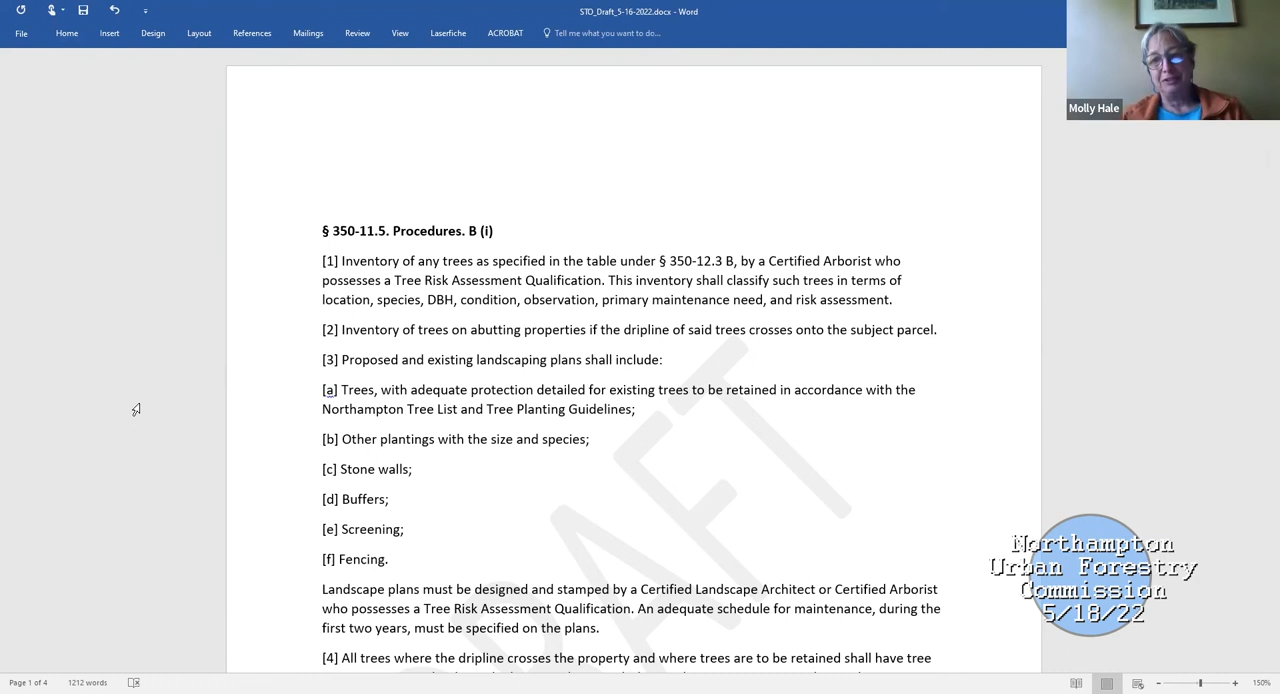 STO_Draft_5-16-2022.docx - Word
File Home Insert Design Layout References Mailings Review View Laserfiche ACROBAT Tell me what you want to do...
Molly Hale
§ 350-11.5. Procedures. B (i)
[1] Inventory of any trees as specified in the table under § 350-12.3 B, by a Certified Arborist who
possesses a Tree Risk Assessment Qualification. This inventory shall classify such trees in terms of
location, species, DBH, condition, observation, primary maintenance need, and risk assessment.
[2] Inventory of trees on abutting properties if the dripline of said trees crosses onto the subject parcel.
[3] Proposed and existing landscaping plans shall include:
[a] Trees, with adequate protection detailed for existing trees to be retained in accordance with the
Northampton Tree List and Tree Planting Guidelines;
[b] Other plantings with the size and species;
[c] Stone walls;
[d] Buffers;
[e] Screening;
[f] Fencing.
Landscape plans must be designed and stamped by a Certified Landscape Architect or Certified Arborist
who possesses a Tree Risk Assessment Qualification. An adequate schedule for maintenance, during the
first two years, must be specified on the plans.
[4] All trees where the dripline crosses the property and where trees are to be retained shall have tree
DRAFT
Northampton
Urban Forestry
Commission
5/18/22
Page 1 of 4 1212 words 150%